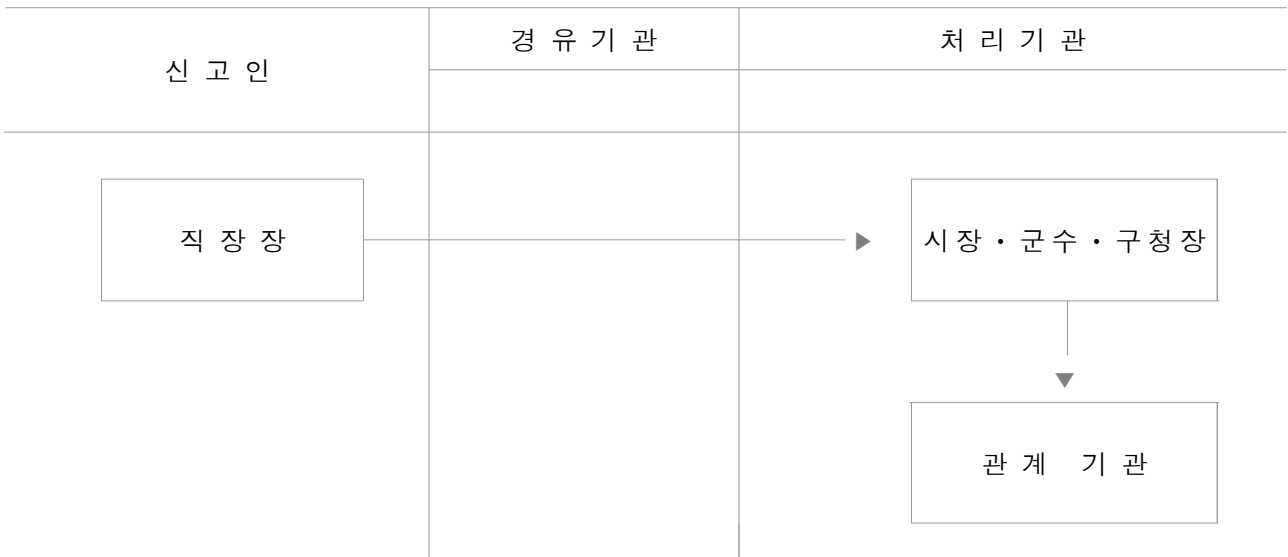 신 고 인
경 유 기 관
처 리 기 관
직 장 장
시 장 · 군 수 · 구 청 장
관 계 기 관